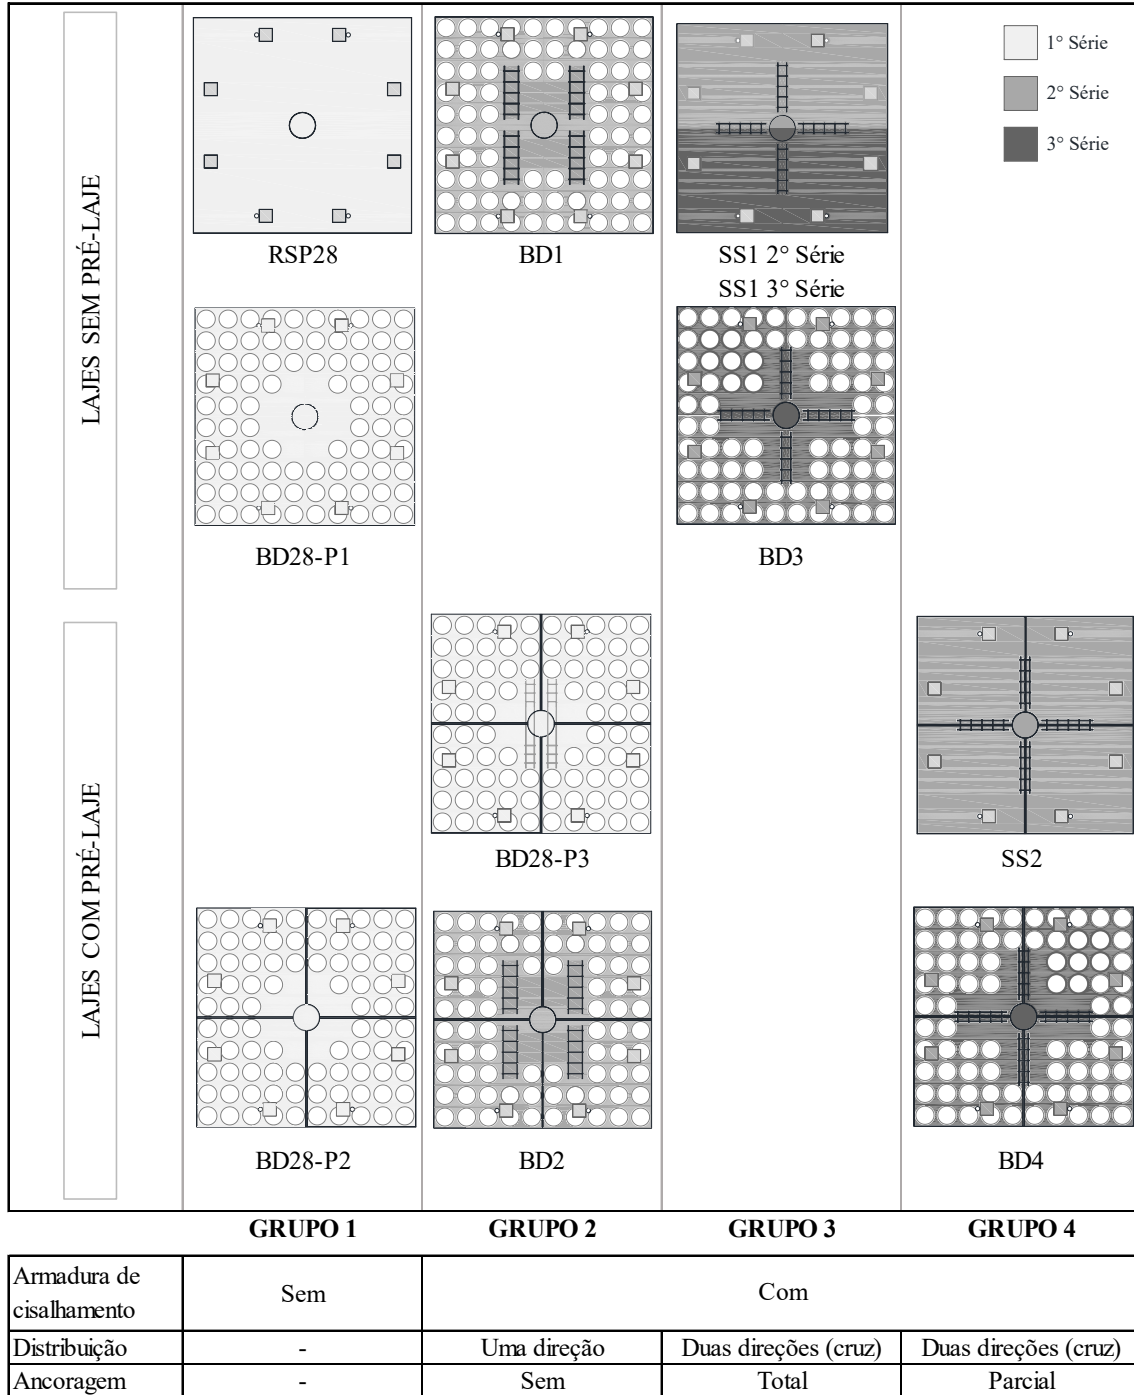 1° Série
2° Série
3° Série
LAJES SEM PRÉ-LAJE
RSP28
BD1
SS1 2° Série
SS1 3° Série
BD28-P1
BD3
LAJES COM PRÉ-LAJE
BD28-P3
SS2
BD28-P2
BD2
BD4
GRUPO 1
GRUPO 2
GRUPO 3
GRUPO 4
Armadura de
cisalhamento
Sem
Com
Distribuição
-
Uma direção
Duas direções (cruz)
Duas direções (cruz)
Ancoragem
-
Sem
Total
Parcial